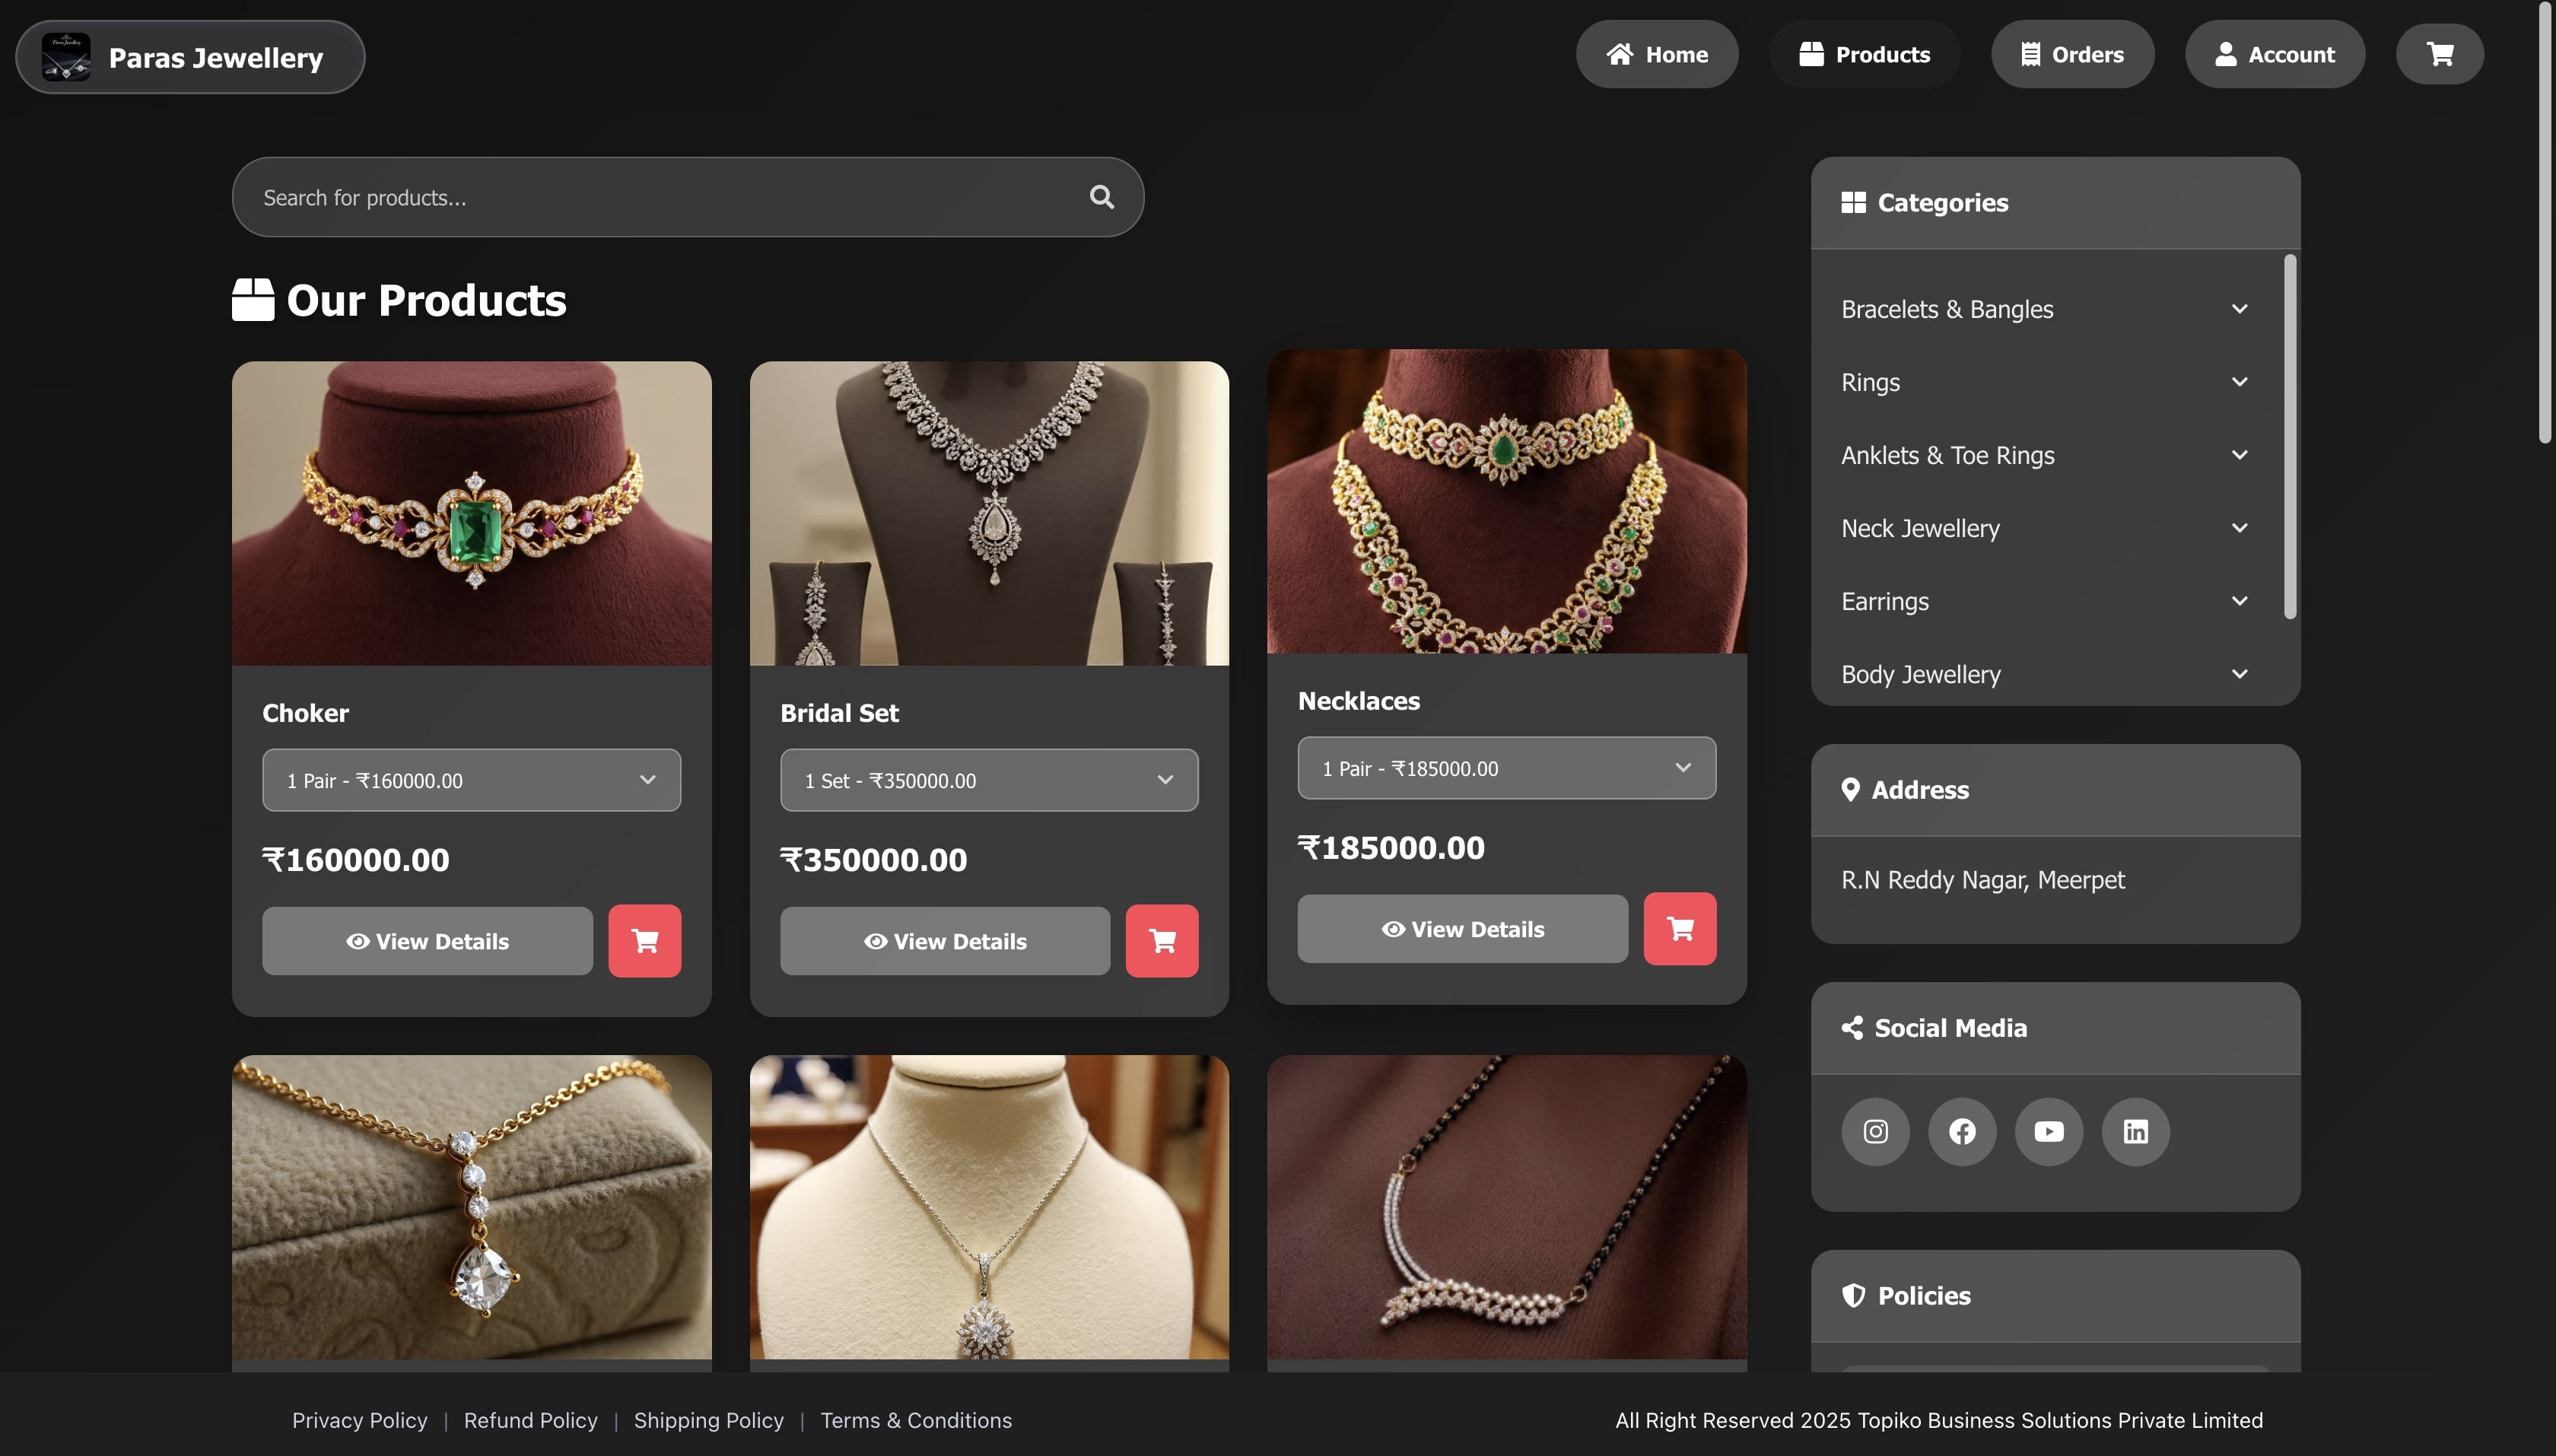 Paras Jewellery
Home
Products
Orders
Account
Search for products...
Our Products
Choker
1 Pair - ₹160000.00
₹160000.00
View Details
Bridal Set
1 Set - ₹350000.00
₹350000.00
View Details
Necklaces
1 Pair - ₹185000.00
₹185000.00
View Details
Categories
Bracelets & Bangles
Rings
Anklets & Toe Rings
Neck Jewellery
Earrings
Body Jewellery
Address
R.N Reddy Nagar, Meerpet
Social Media
Policies
Privacy Policy | Refund Policy | Shipping Policy | Terms & Conditions
All Right Reserved 2025 Topiko Business Solutions Private Limited